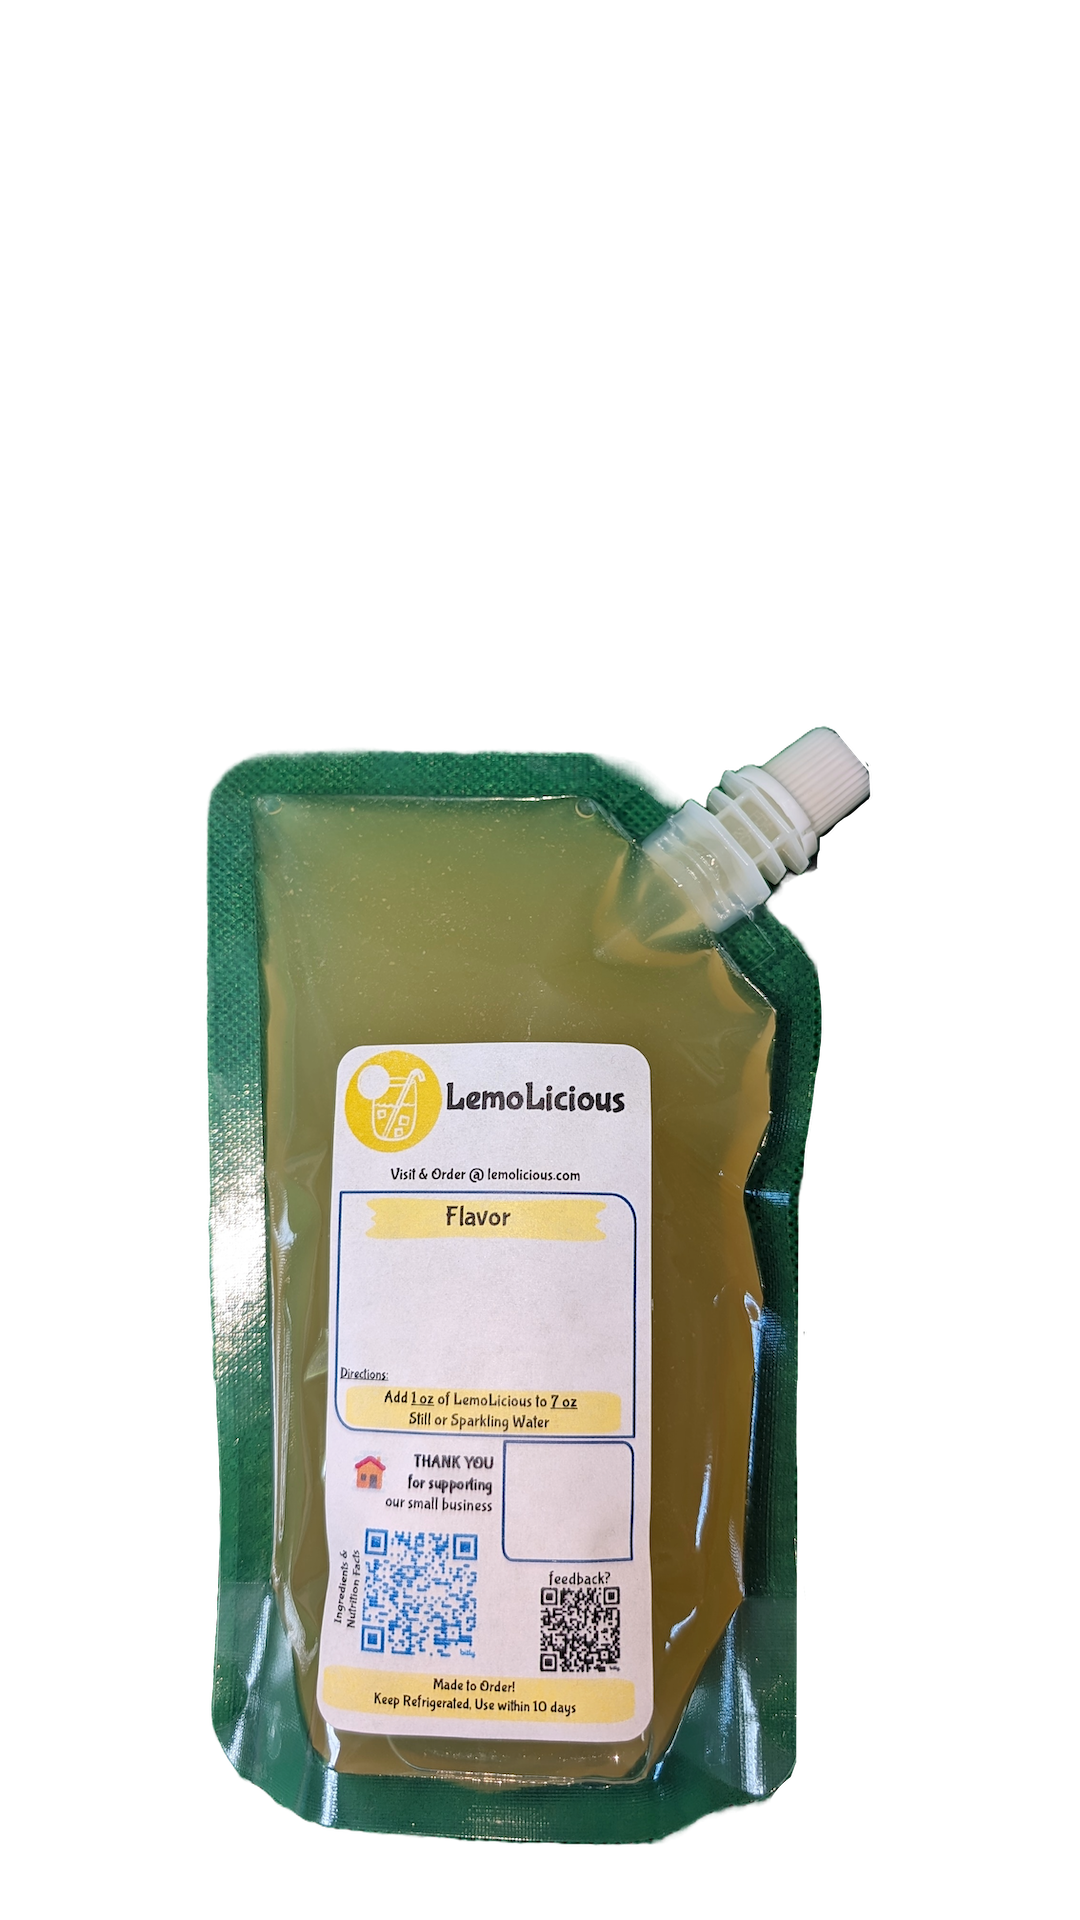 LemoLicious
Visit & Order @ lemolicious.com
Flavor
Directions:
Add 1 oz of LemoLicious to 7 oz
Still or Sparkling Water
THANK YOU
for supporting
our small business
Ingredients &
Nutrition Facts
bitly
feedback?
bitly
Made to Order!
Keep Refrigerated, Use within 10 days